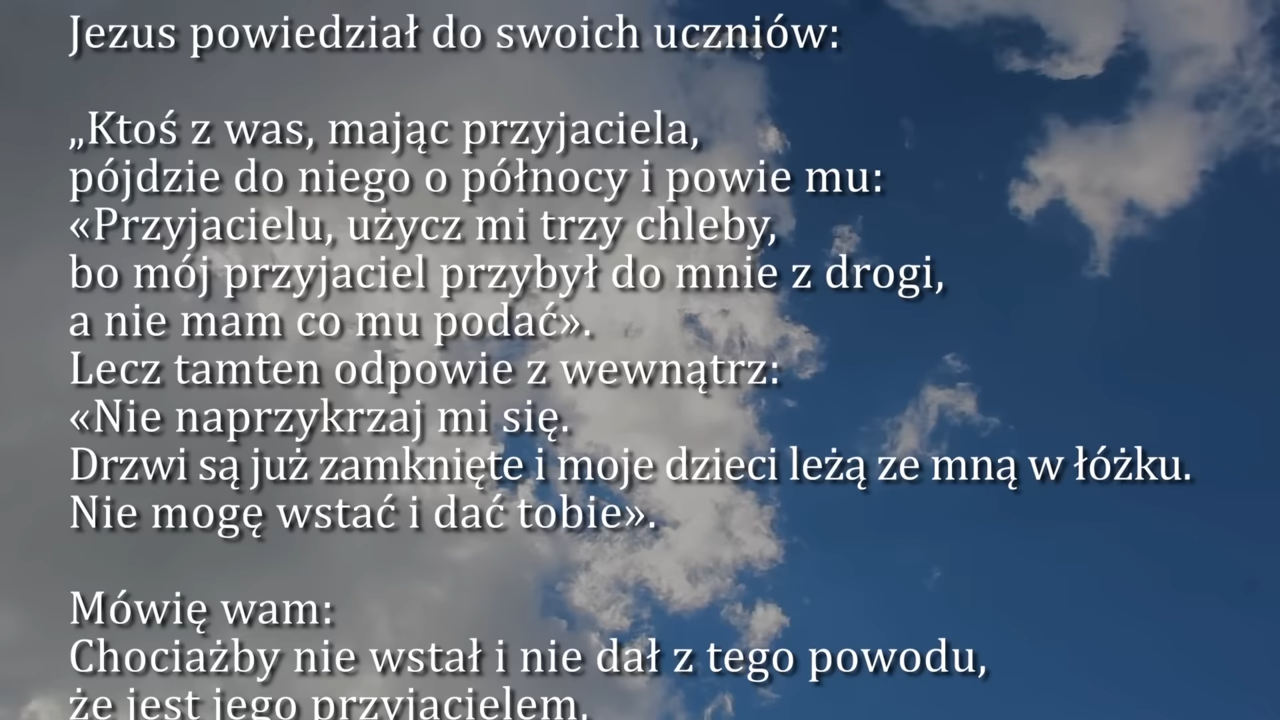 Jezus powiedział do swoich uczniów:
„Ktoś z was, mając przyjaciela,
pójdzie do niego o północy i powie mu:
«Przyjacielu, użycz mi trzy chleby,
bo mój przyjaciel przybył do mnie z drogi,
a nie mam co mu podać».
Lecz tamten odpowie z wewnątrz:
«Nie naprzykrzaj mi się.
Drzwi są już zamknięte i moje dzieci leżą ze mną w łóżku.
Nie mogę wstać i dać tobie».
Mówię wam:
Chociażby nie wstał i nie dał z tego powodu,
że jest jego przyjacielem,